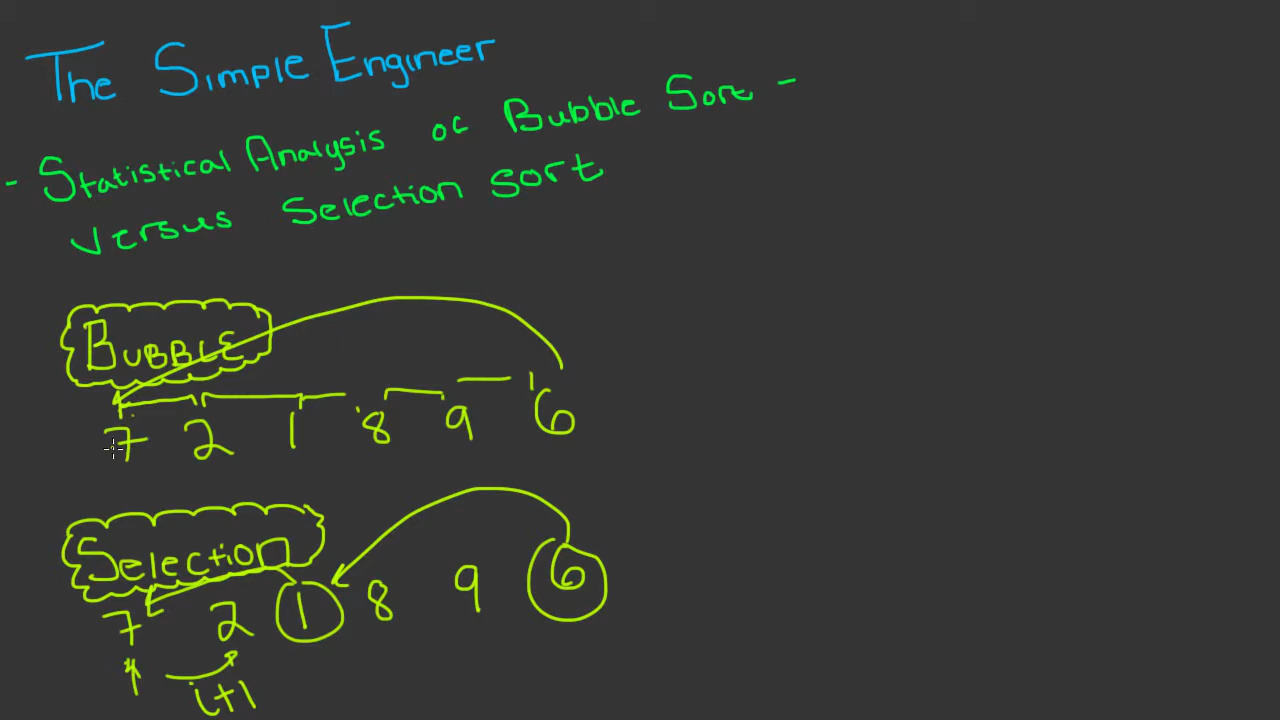 The Simple Engineer
- Statistical Analysis of Bubble Sort -
versus Selection sort
BUBBLE
7 2 1 8 9 6
Selection
7 2 1 8 9 6
i+1